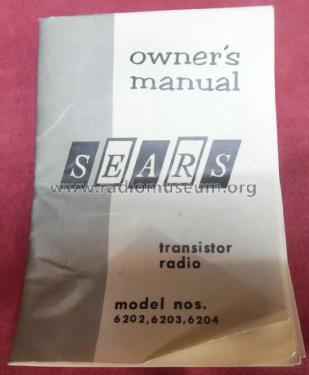 owner's
manual
SEARS
www.radiomuseum.org
transistor
radio
model nos.
6202,6203,6204